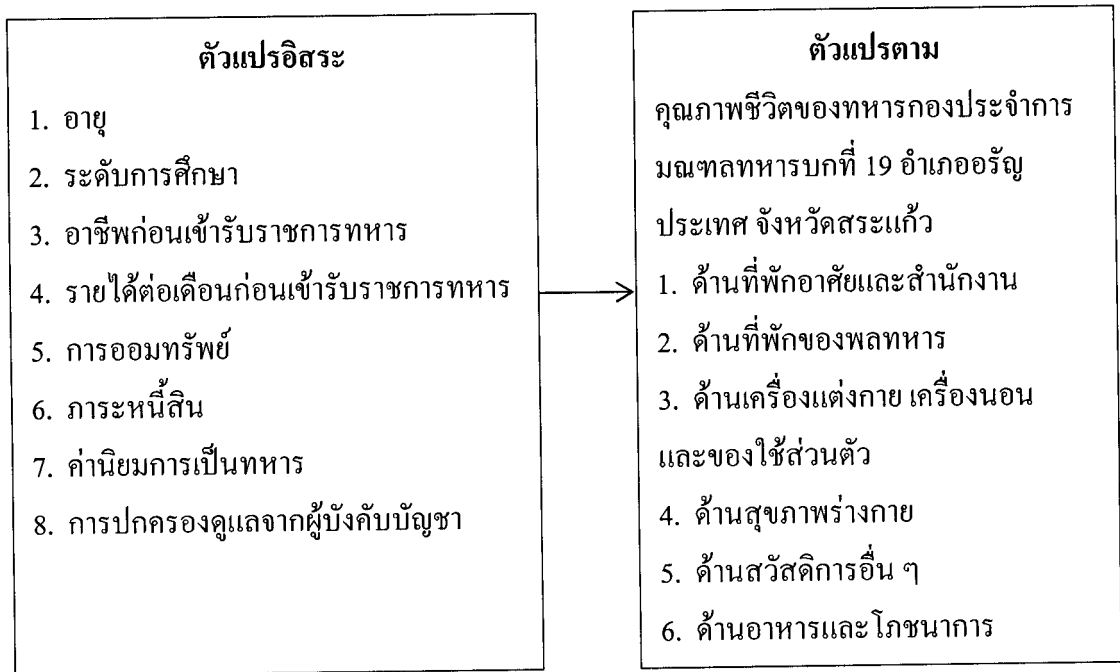 ตัวแปรอิสระ
1. อายุ
2. ระดับการศึกษา
3. อาชีพก่อนเข้ารับราชการทหาร
4. รายได้ต่อเดือนก่อนเข้ารับราชการทหาร
5. การออมทรัพย์
6. ภาระหนี้สิน
7. ค่านิยมการเป็นทหาร
8. การปกครองดูแลจากผู้บังคับบัญชา
ตัวแปรตาม
คุณภาพชีวิตของทหารกองประจำการ
มณฑลทหารบกที่ 19 อำเภออรัญ
ประเทศ จังหวัดสระแก้ว
1. ด้านที่พักอาศัยและสำนักงาน
2. ด้านที่พักของพลทหาร
3. ด้านเครื่องแต่งกาย เครื่องนอน
และของใช้ส่วนตัว
4. ด้านสุขภาพร่างกาย
5. ด้านสวัสดิการอื่น ๆ
6. ด้านอาหารและโภชนาการ